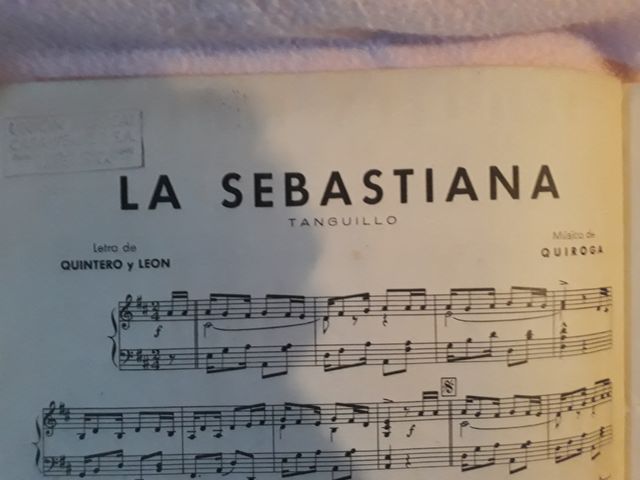 LA SEBASTIANA
TANGUILLO
Letra de
QUINTERO y LEON
Música de
QUIROGA